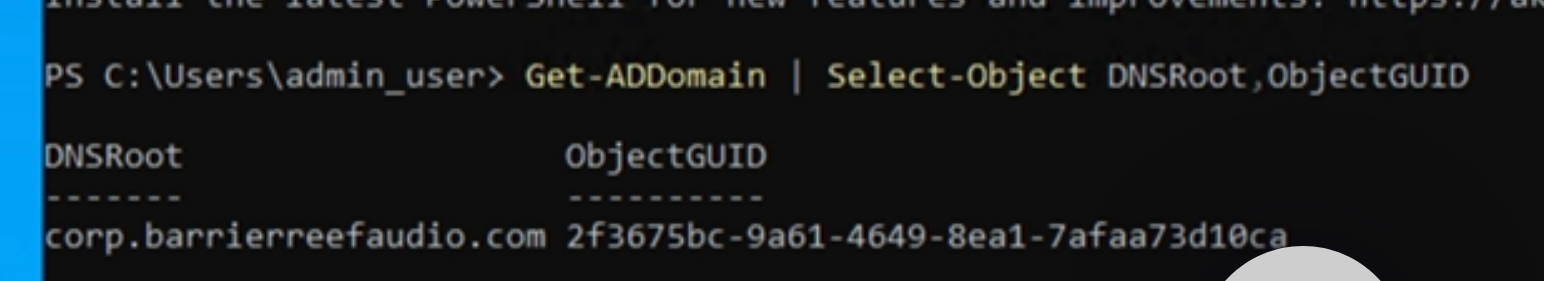 Install the latest PowerShell for new features and improvements! https://ak
PS C:\Users\admin_user> Get-ADDomain | Select-Object DNSRoot,ObjectGUID
DNSRoot ObjectGUID
------- ----------
corp.barrierreefaudio.com 2f3675bc-9a61-4649-8ea1-7afaa73d10ca